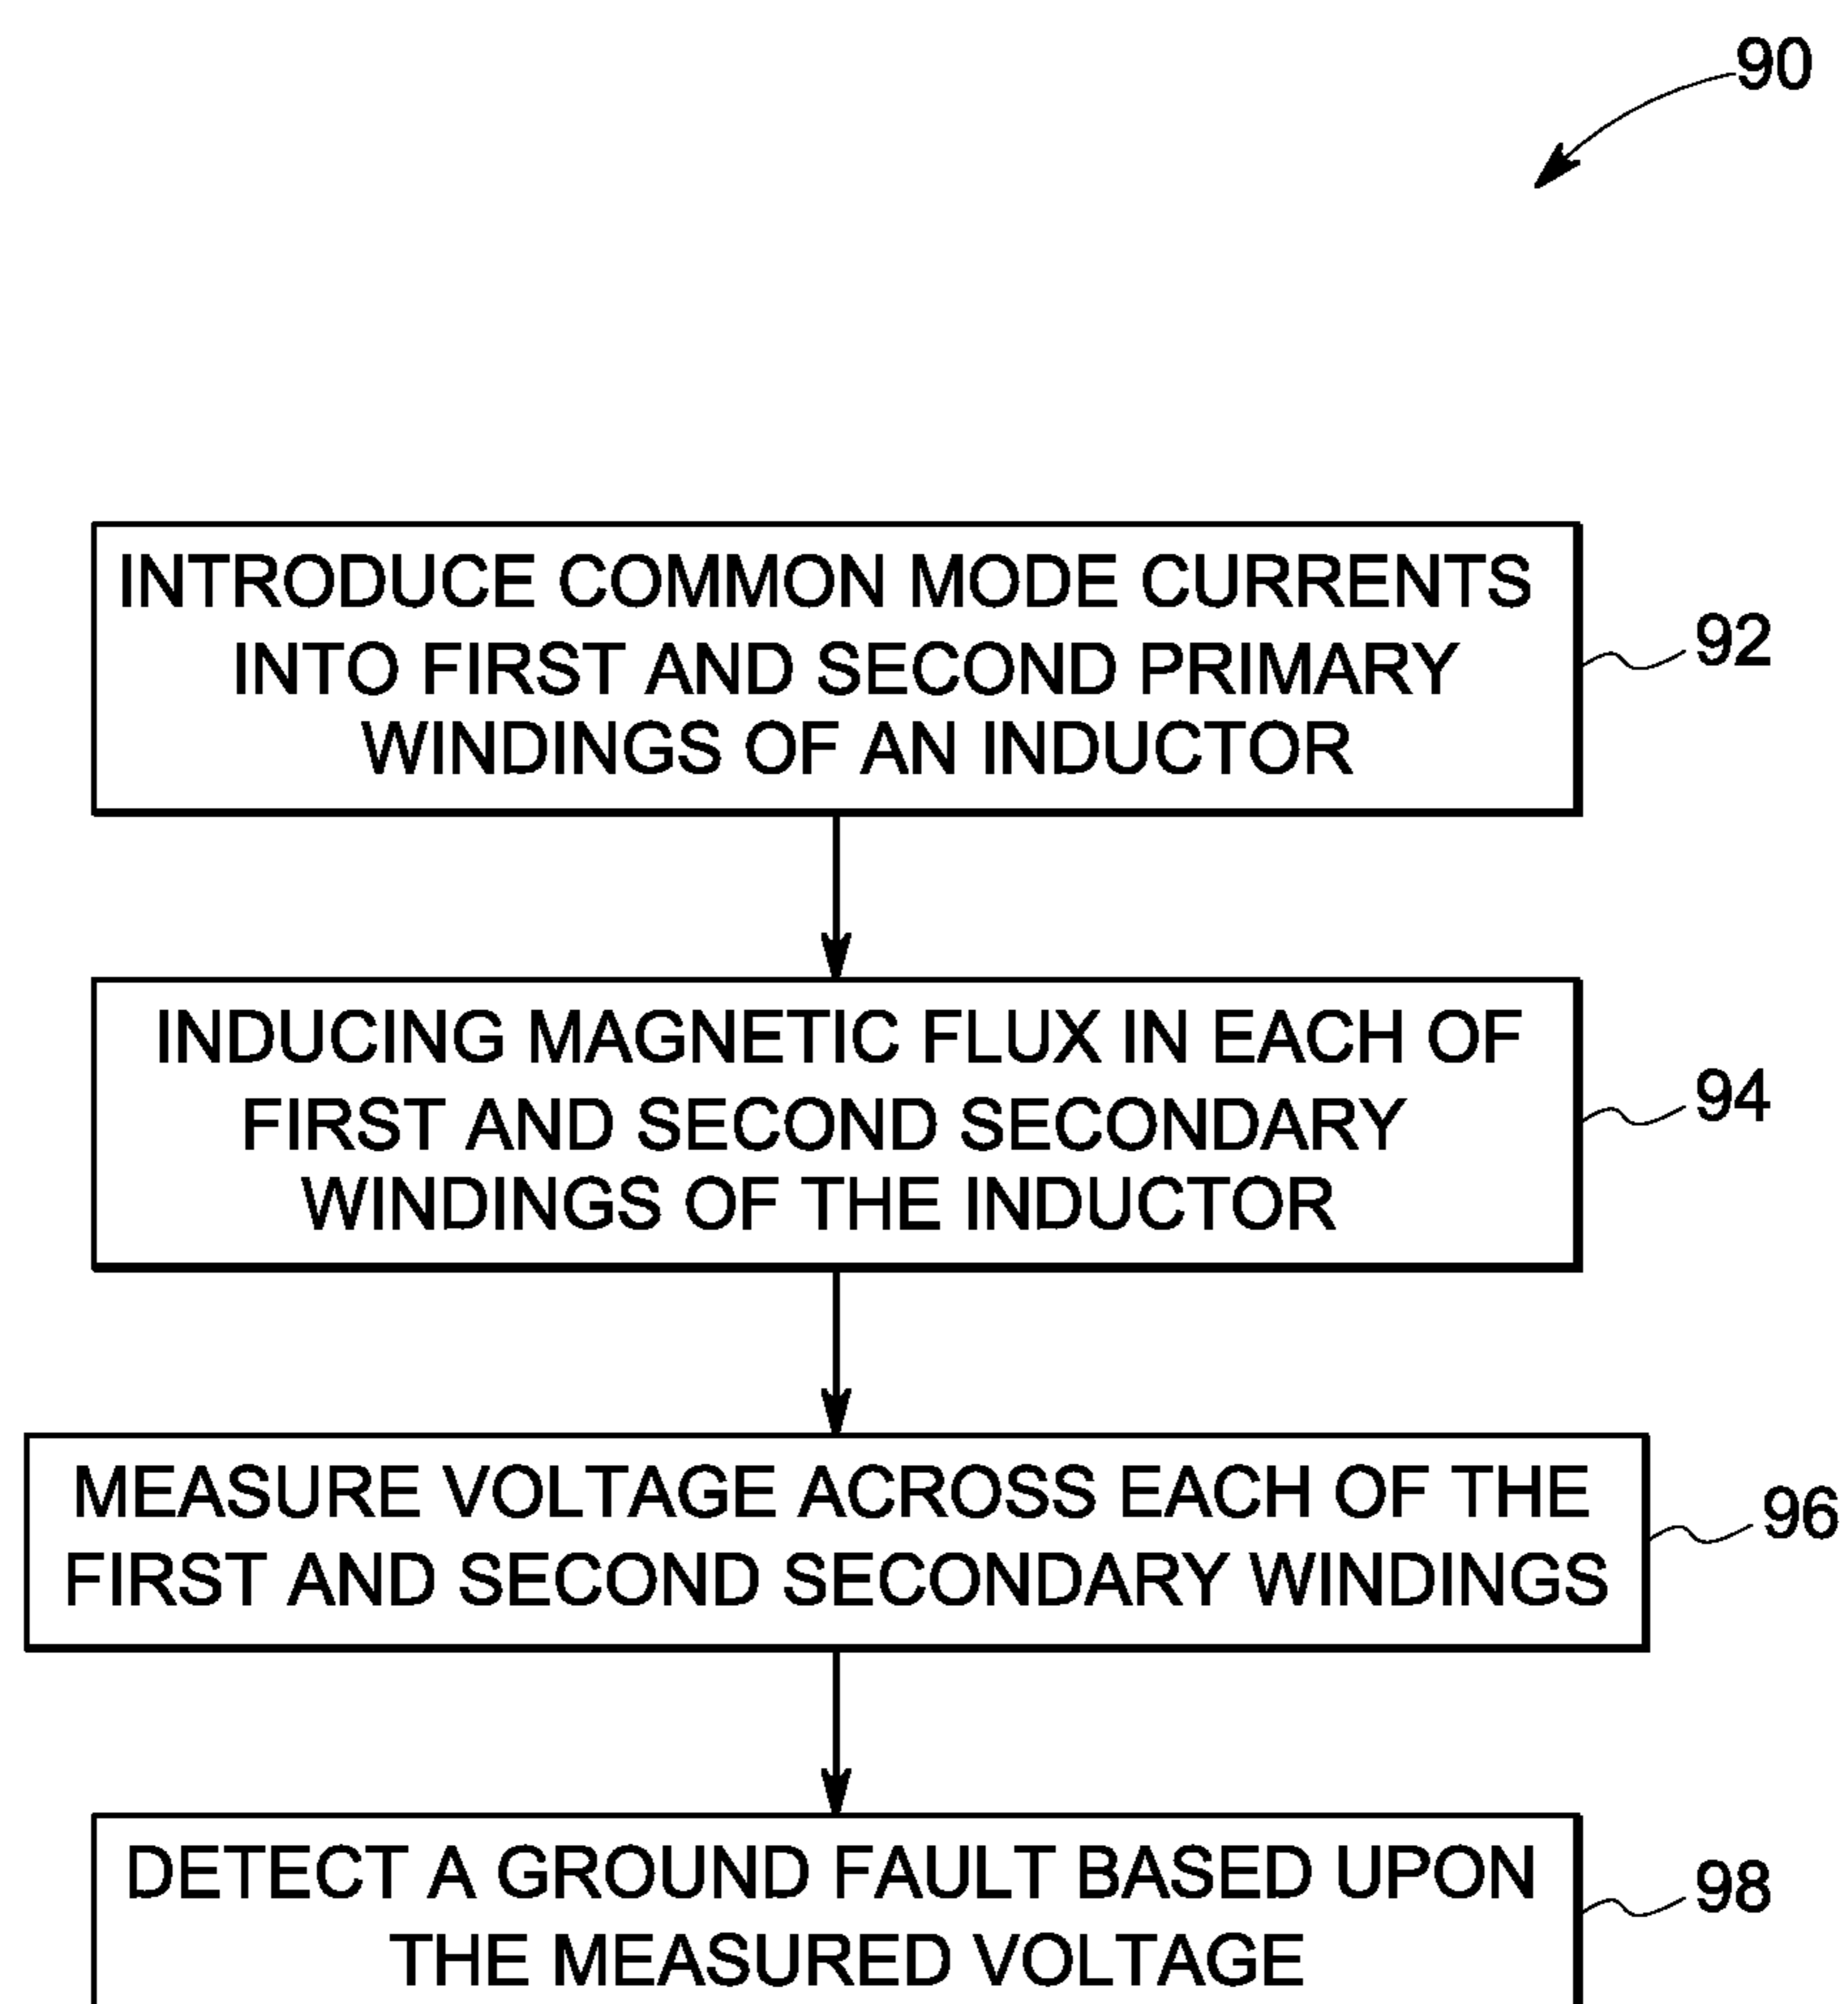 90
INTRODUCE COMMON MODE CURRENTS
INTO FIRST AND SECOND PRIMARY
WINDINGS OF AN INDUCTOR
92
INDUCING MAGNETIC FLUX IN EACH OF
FIRST AND SECOND SECONDARY
WINDINGS OF THE INDUCTOR
94
MEASURE VOLTAGE ACROSS EACH OF THE
FIRST AND SECOND SECONDARY WINDINGS
96
DETECT A GROUND FAULT BASED UPON
THE MEASURED VOLTAGE
98